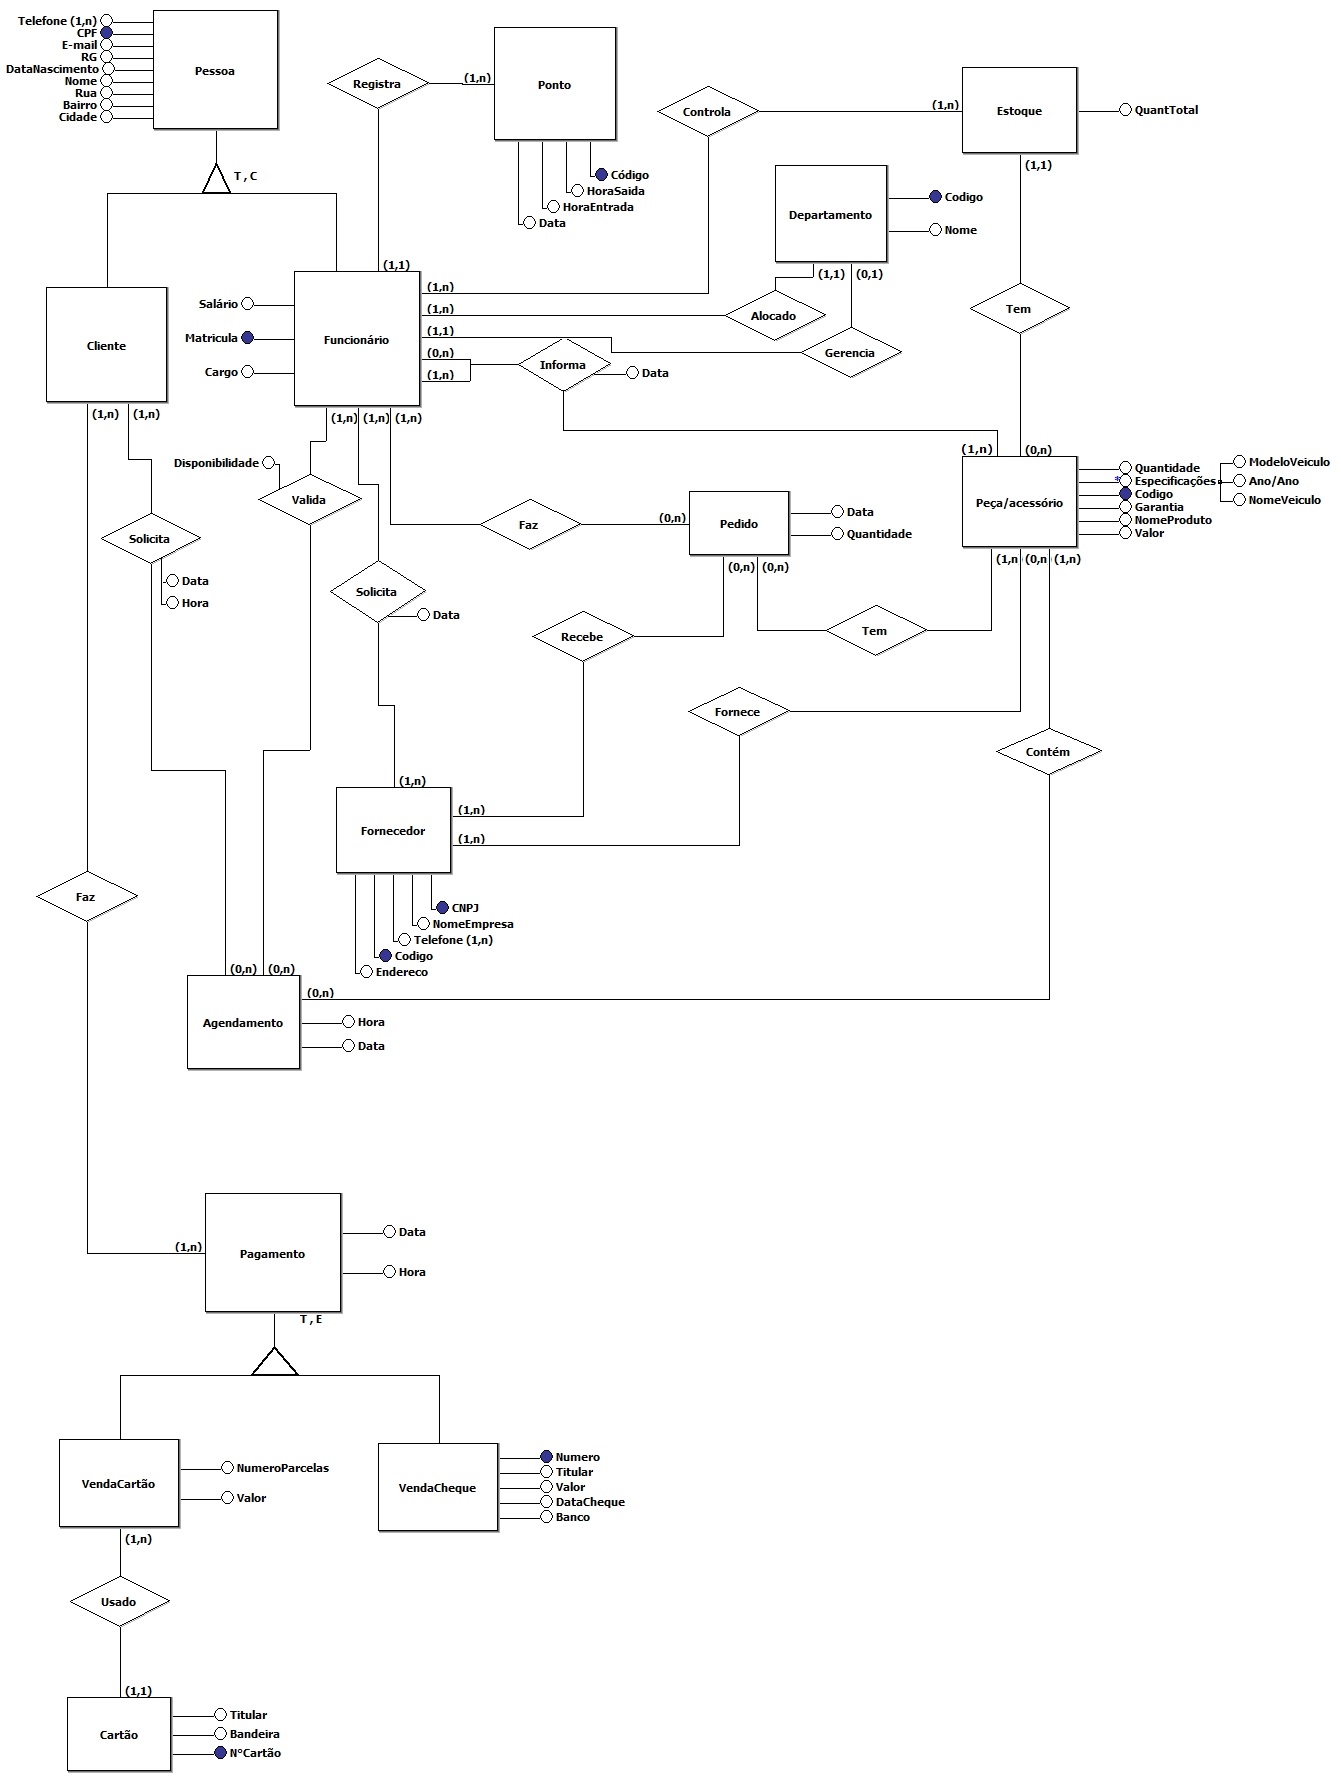 Telefone (1,n)
CPF
E-mail
RG
DataNascimento
Nome
Rua
Bairro
Cidade
Pessoa
T,C
Registra
(1,n)
Ponto
Código
HoraSaida
HoraEntrada
Data
Controla
(1,n)
Estoque
QuantTotal
(1,1)
Departamento
Codigo
Nome
(1,1)
(0,1)
Cliente
(1,n)
(1,n)
(1,1)
Salário
Matricula
Cargo
Funcionário
(1,n)
(1,n)
(1,1)
(0,n)
(1,n)
Alocado
Gerencia
Informa
Data
Tem
(1,n)
(1,n)
(1,n)
Disponibilidade
Valida
Solicita
Data
Hora
Solicita
Data
Faz
(0,n)
Pedido
Data
Quantidade
(0,n)
(0,n)
(1,n)
(0,n)
Peça/acessório
Quantidade
*Especificações
Codigo
Garantia
NomeProduto
Valor
ModeloVeiculo
Ano/Ano
NomeVeiculo
(1,n
(0,n
(1,n)
Recebe
Tem
Fornece
Contém
(1,n)
Fornecedor
(1,n)
(1,n)
CNPJ
NomeEmpresa
Telefone (1,n)
Codigo
Endereco
Faz
(0,n)
(0,n)
(0,n)
Agendamento
Hora
Data
(1,n)
Pagamento
Data
Hora
T,E
VendaCartão
NumeroParcelas
Valor
VendaCheque
Numero
Titular
Valor
DataCheque
Banco
(1,n)
Usado
(1,1)
Cartão
Titular
Bandeira
N°Cartão